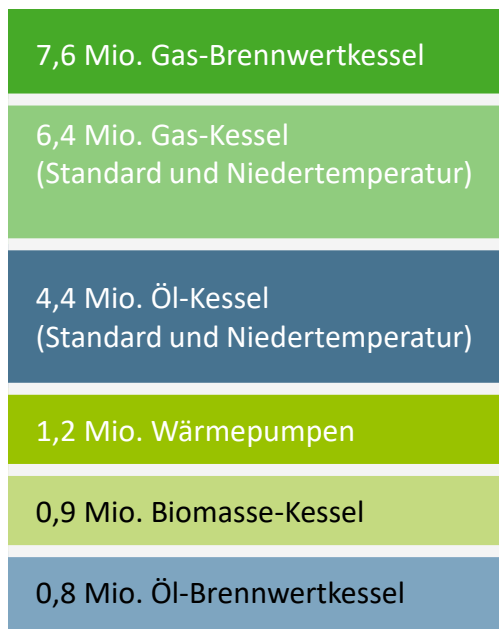 7,6 Mio. Gas-Brennwertkessel
6,4 Mio. Gas-Kessel
(Standard und Niedertemperatur)
4,4 Mio. Öl-Kessel
(Standard und Niedertemperatur)
1,2 Mio. Wärmepumpen
0,9 Mio. Biomasse-Kessel
0,8 Mio. Öl-Brennwertkessel